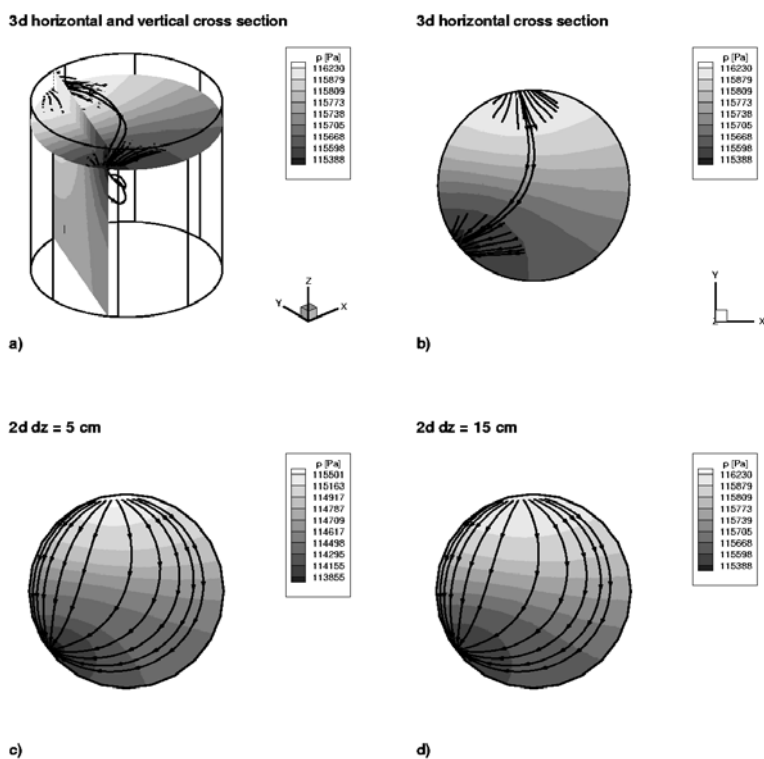 3d horizontal and vertical cross section
p [Pa]
116230
115879
115809
115773
115738
115705
115668
115598
115388
Z
Y
X
a)
3d horizontal cross section
p [Pa]
116230
115879
115809
115773
115738
115705
115668
115598
115388
Y
Z
X
b)
2d dz = 5 cm
p [Pa]
115501
115163
114917
114787
114709
114617
114498
114295
114155
113855
c)
2d dz = 15 cm
p [Pa]
116230
115879
115809
115773
115739
115705
115668
115598
115388
d)